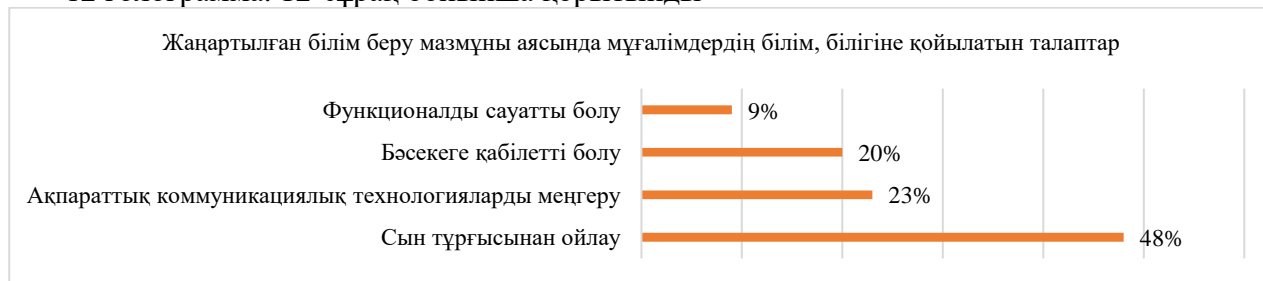 Жаңартылған білім беру мазмұны аясында мұғалімдердің білім, білігіне қойылатын талаптар
Функционалды сауатты болу 9%
Бәсекеге қабілетті болу 20%
Ақпараттық коммуникациялық технологияларды меңгеру 23%
Сын тұрғысынан ойлау 48%